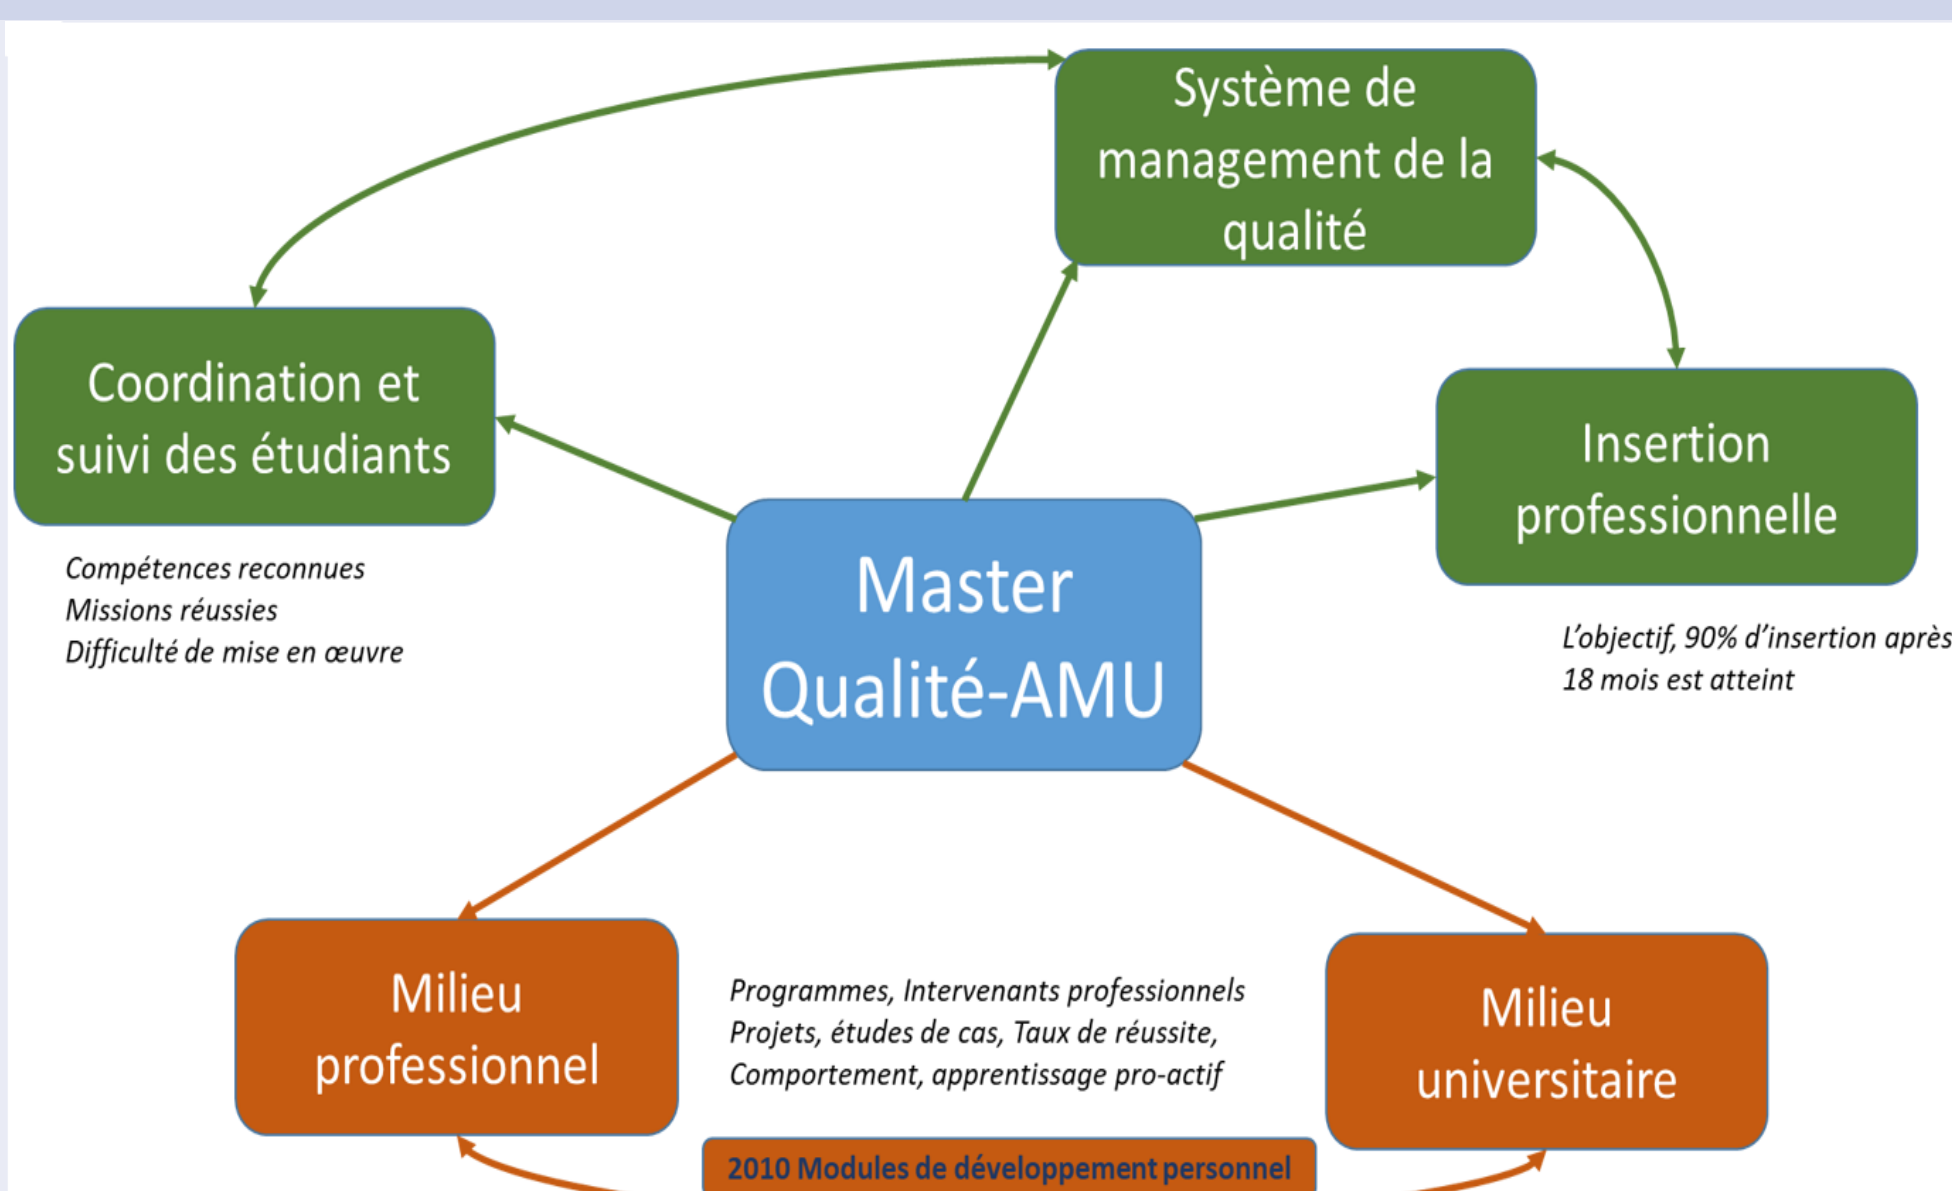 Système de
management de la
qualité
Coordination et
suivi des étudiants
Insertion
professionnelle
Compétences reconnues
Missions réussies
Difficulté de mise en œuvre
Master
Qualité-AMU
L'objectif, 90% d'insertion après
18 mois est atteint
Milieu
professionnel
Programmes, Intervenants professionnels
Projets, études de cas, Taux de réussite,
Comportement, apprentissage pro-actif
Milieu
universitaire
2010 Modules de développement personnel